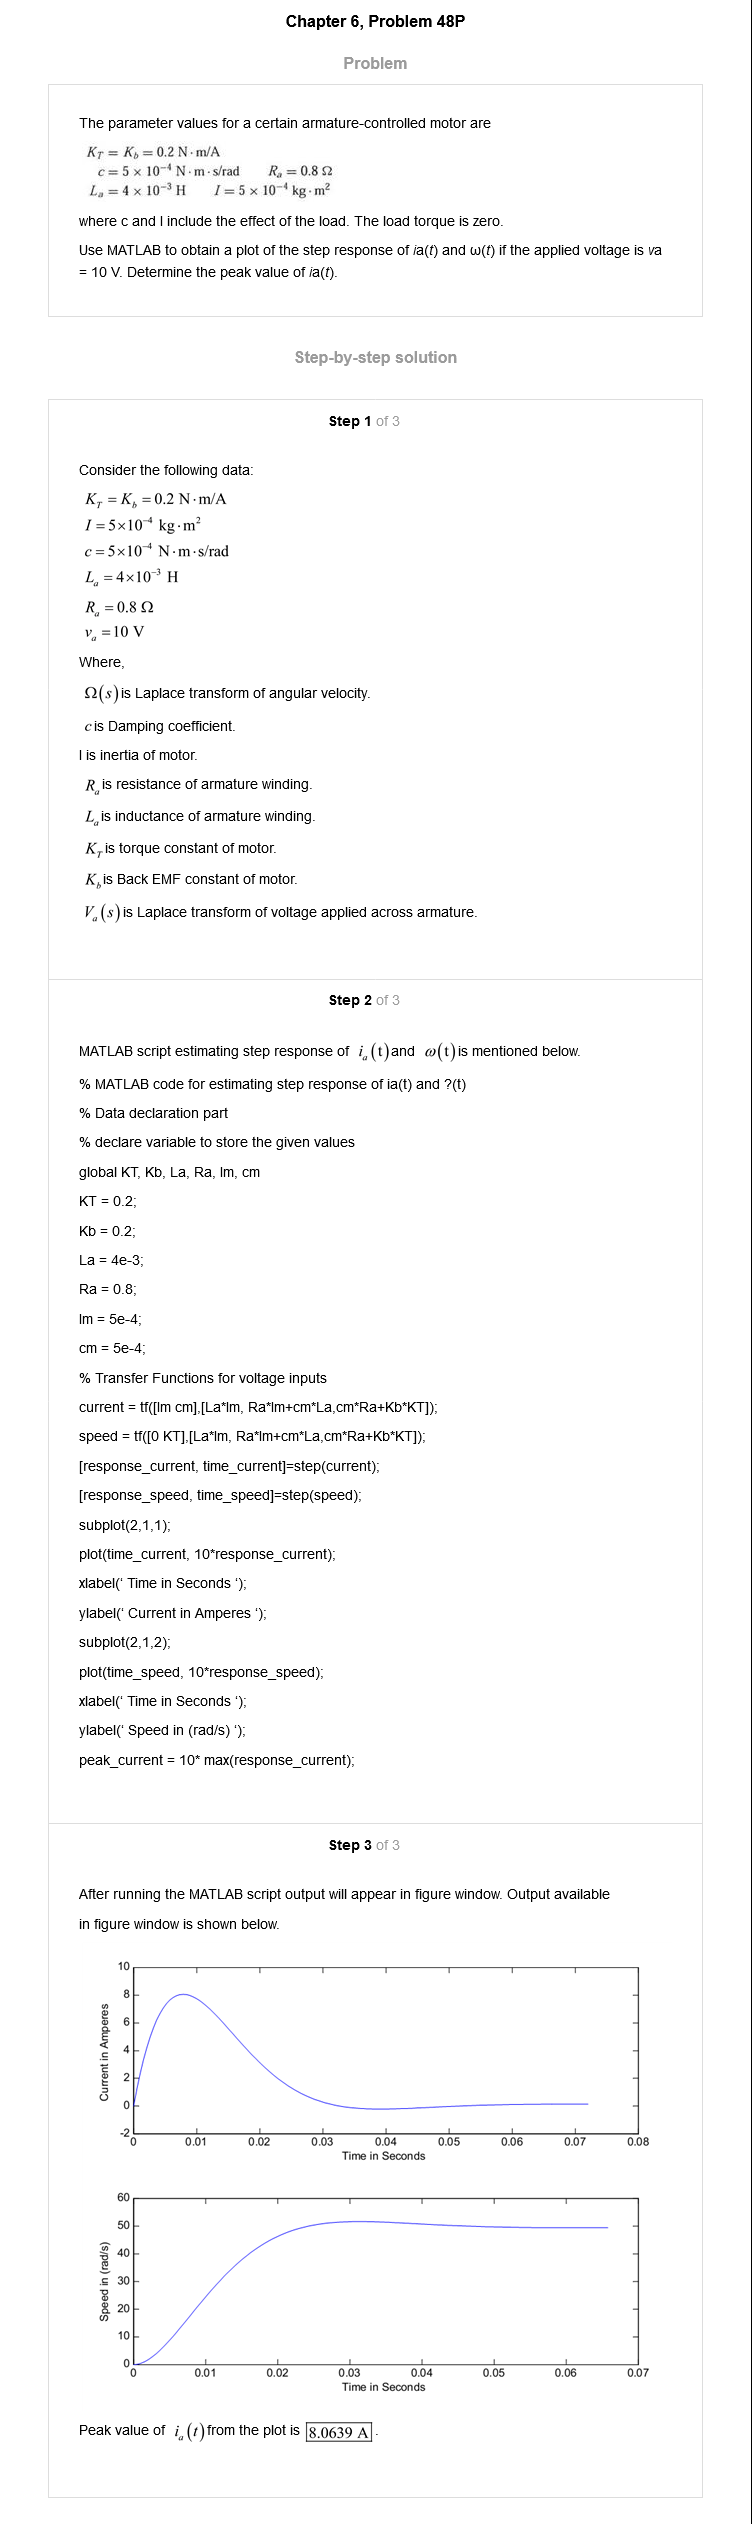 Chapter 6, Problem 48P
Problem
The parameter values for a certain armature-controlled motor are
K_T = K_b = 0.2 N · m/A
c = 5 × 10⁻⁴ N · m · s/rad R_a = 0.8 Ω
L_a = 4 × 10⁻³ H I = 5 × 10⁻⁴ kg · m²
where c and I include the effect of the load. The load torque is zero.
Use MATLAB to obtain a plot of the step response of ia(t) and ω(t) if the applied voltage is va
= 10 V. Determine the peak value of ia(t).
Step-by-step solution
Step 1 of 3
Consider the following data:
K_T = K_b = 0.2 N·m/A
I = 5×10⁻⁴ kg·m²
c = 5×10⁻⁴ N·m·s/rad
L_a = 4×10⁻³ H
R_a = 0.8 Ω
v_a = 10 V
Where,
Ω(s) is Laplace transform of angular velocity.
c is Damping coefficient.
I is inertia of motor.
R_a is resistance of armature winding.
L_a is inductance of armature winding.
K_T is torque constant of motor.
K_b is Back EMF constant of motor.
V_a(s) is Laplace transform of voltage applied across armature.
Step 2 of 3
MATLAB script estimating step response of i_a(t) and ω(t) is mentioned below.
% MATLAB code for estimating step response of ia(t) and ?(t)
% Data declaration part
% declare variable to store the given values
global KT, Kb, La, Ra, Im, cm
KT = 0.2;
Kb = 0.2;
La = 4e-3;
Ra = 0.8;
Im = 5e-4;
cm = 5e-4;
% Transfer Functions for voltage inputs
current = tf([Im cm],[La*Im, Ra*Im+cm*La,cm*Ra+Kb*KT]);
speed = tf([0 KT],[La*Im, Ra*Im+cm*La,cm*Ra+Kb*KT]);
[response_current, time_current]=step(current);
[response_speed, time_speed]=step(speed);
subplot(2,1,1);
plot(time_current, 10*response_current);
xlabel(‘ Time in Seconds ‘);
ylabel(‘ Current in Amperes ‘);
subplot(2,1,2);
plot(time_speed, 10*response_speed);
xlabel(‘ Time in Seconds ‘);
ylabel(‘ Speed in (rad/s) ‘);
peak_current = 10* max(response_current);
Step 3 of 3
After running the MATLAB script output will appear in figure window. Output available
in figure window is shown below.
Current in Amperes
10
8
6
4
2
0
-2
0 0.01 0.02 0.03 0.04 0.05 0.06 0.07 0.08
Time in Seconds
Speed in (rad/s)
60
50
40
30
20
10
0
0 0.01 0.02 0.03 0.04 0.05 0.06 0.07
Time in Seconds
Peak value of i_a(t) from the plot is 8.0639 A.